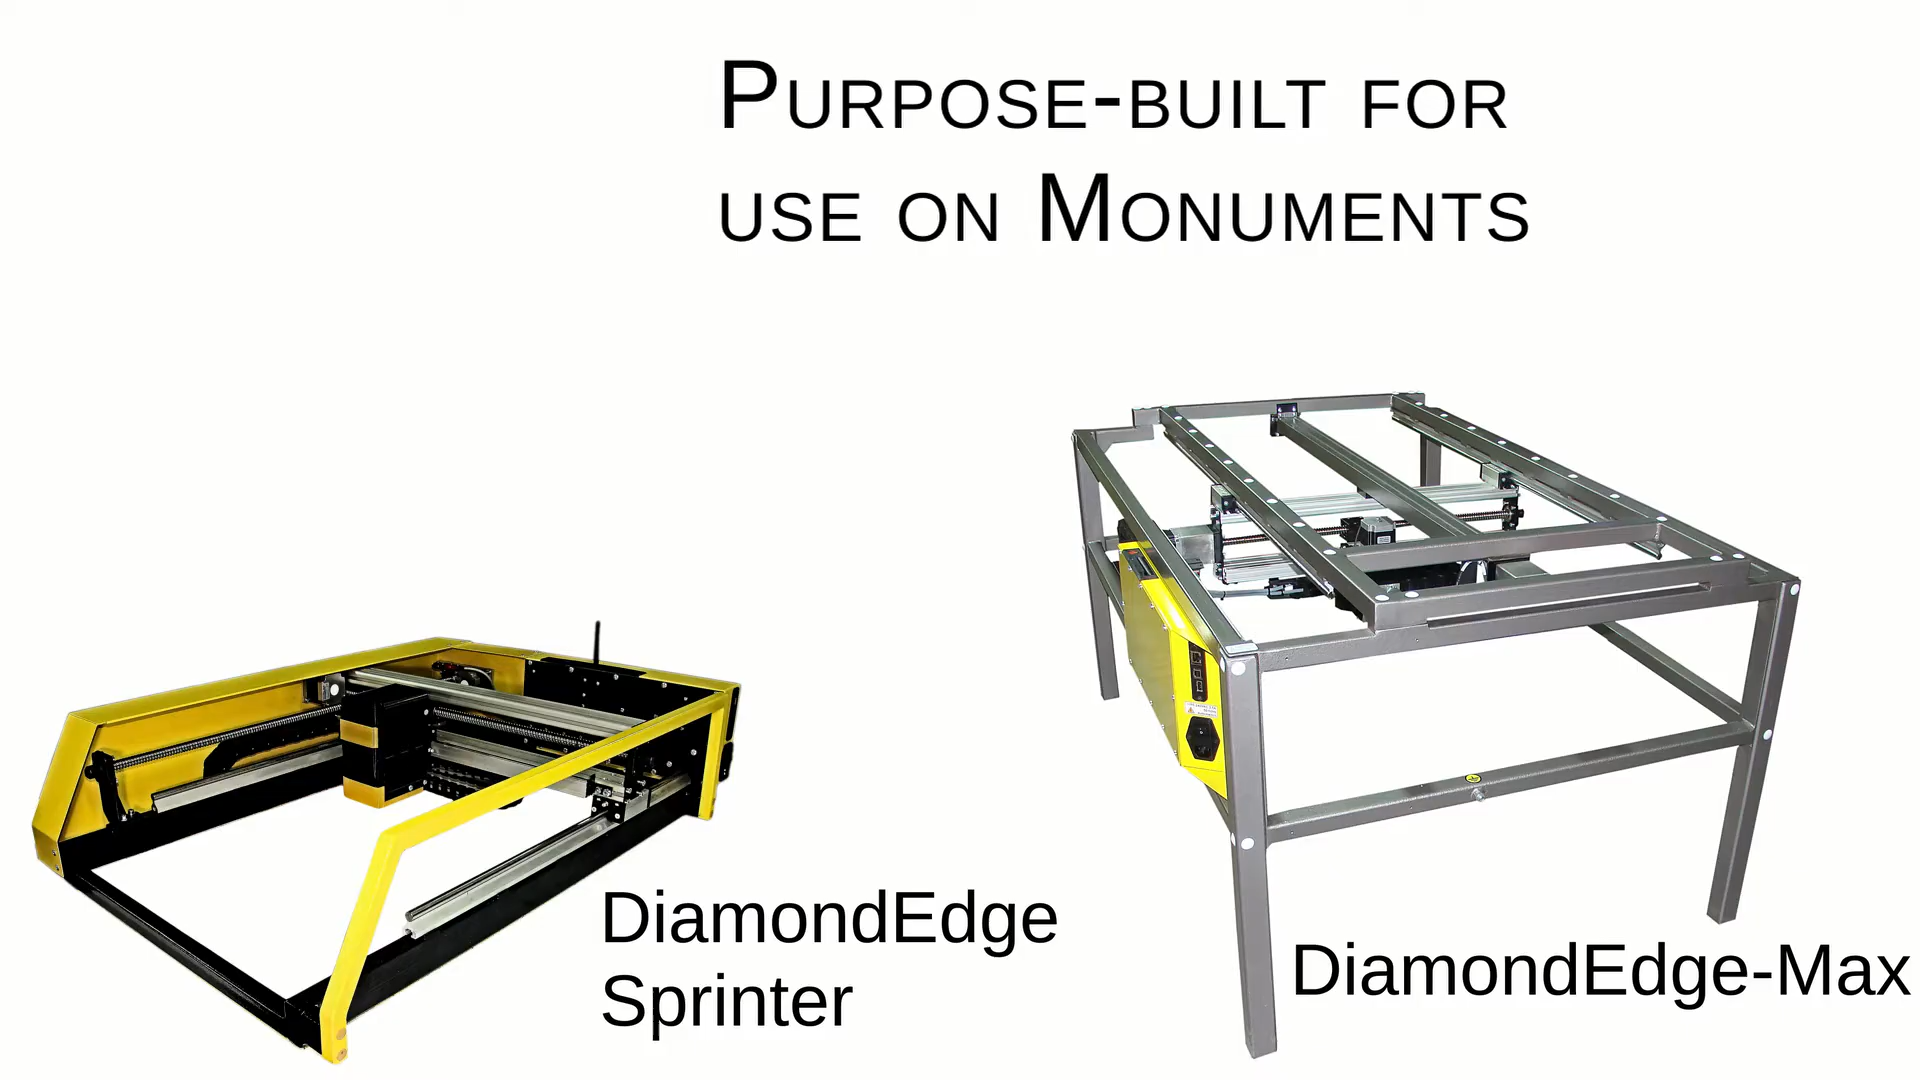 Purpose-built for
use on Monuments
DiamondEdge
Sprinter
DiamondEdge-Max